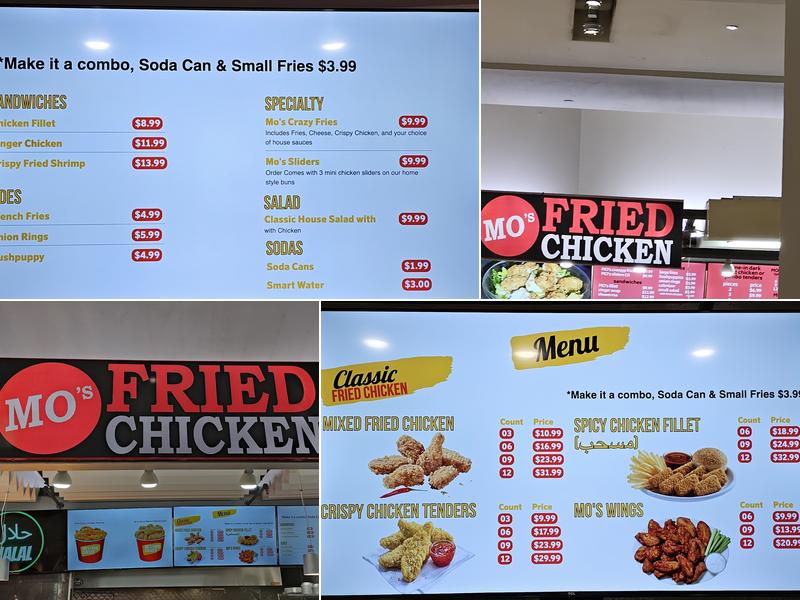 *Make it a combo, Soda Can & Small Fries $3.99
ANDWICHES
hicken Fillet $8.99
nger Chicken $11.99
rispy Fried Shrimp $13.99
DES
ench Fries $4.99
nion Rings $5.99
ushpuppy $4.99
SPECIALTY
Mo's Crazy Fries $9.99
Includes Fries, Cheese, Crispy Chicken, and your choice
of house sauces
Mo's Sliders $9.99
Order Comes with 3 mini chicken sliders on our home
style buns
SALAD
Classic House Salad with $9.99
with Chicken
SODAS
Soda Cans $1.99
Smart Water $3.00
MO'S FRIED
CHICKEN
sandwiches
pieces price
MO'S FRIED
CHICKEN
حلال
HALAL
Menu
Classic
FRIED CHICKEN
*Make it a combo, Soda Can & Small Fries $3.99
MIXED FRIED CHICKEN
Count Price
03 $10.99
06 $16.99
09 $23.99
12 $31.99
SPICY CHICKEN FILLET
(مسحب)
Count Price
06 $18.99
09 $24.99
12 $32.99
CRISPY CHICKEN TENDERS
Count Price
03 $9.99
06 $16.99
09 $23.99
12 $29.99
MO'S WINGS
Count Price
06 $9.99
09 $13.9
12 $20.9
TCL